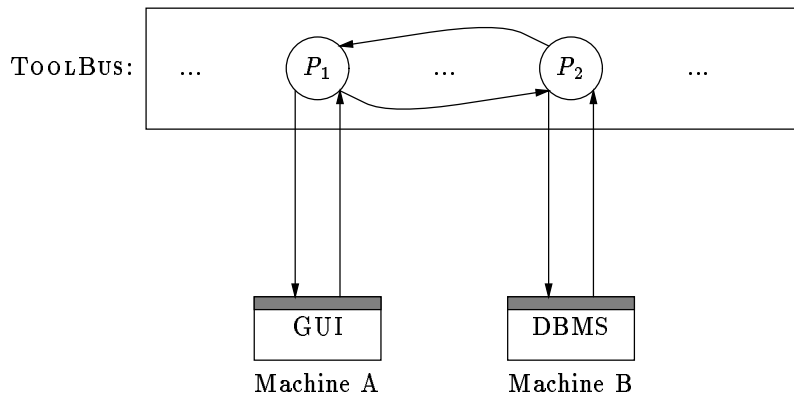 TOOLBUS: ... P1 ... P2 ...
GUI DBMS
Machine A Machine B